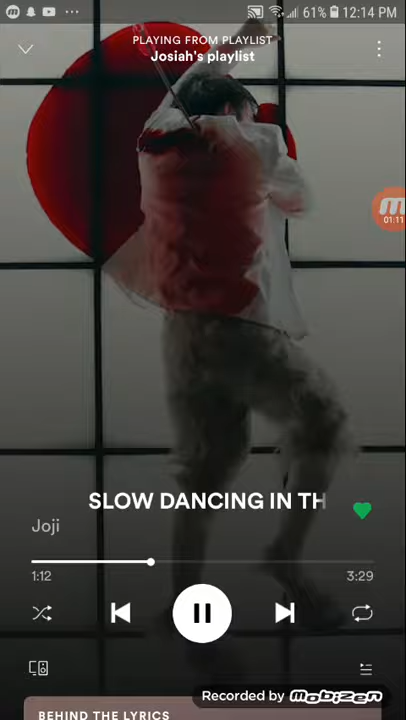 61% 12:14 PM
PLAYING FROM PLAYLIST
Josiah's playlist
01:11
SLOW DANCING IN TH
Joji
1:12
3:29
Recorded by mobizen
BEHIND THE LYRICS